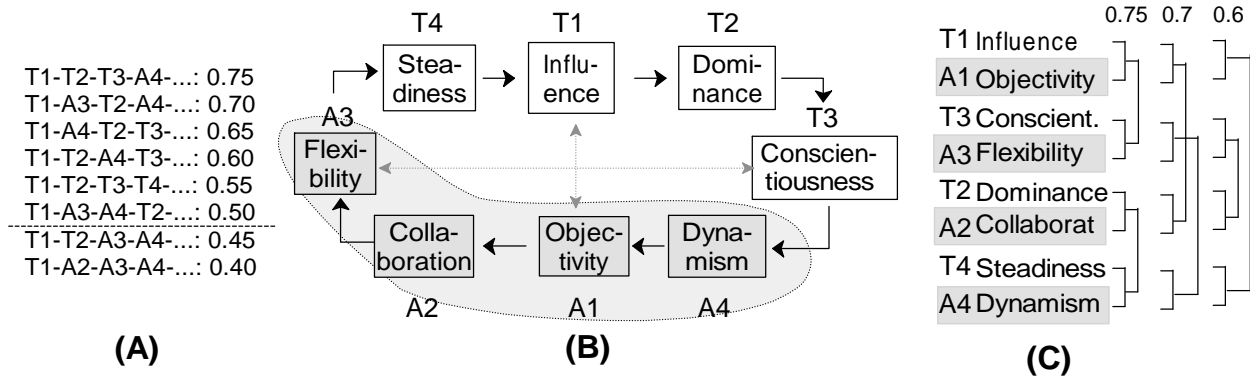 T1-T2-T3-A4-...: 0.75
T1-A3-T2-A4-...: 0.70
T1-A4-T2-T3-...: 0.65
T1-T2-A4-T3-...: 0.60
T1-T2-T3-T4-...: 0.55
T1-A3-A4-T2-...: 0.50
T1-T2-A3-A4-...: 0.45
T1-A2-A3-A4-...: 0.40
(A)
T4
T1
T2
Stea-
diness
Influ-
ence
Domi-
nance
A3
T3
Flexi-
bility
Conscien-
tiousness
Colla-
boration
Objec-
tivity
Dyna-
mism
A2
A1
A4
(B)
0.75 0.7 0.6
T1 Influence
A1 Objectivity
T3 Conscient.
A3 Flexibility
T2 Dominance
A2 Collaborat
T4 Steadiness
A4 Dynamism
(C)